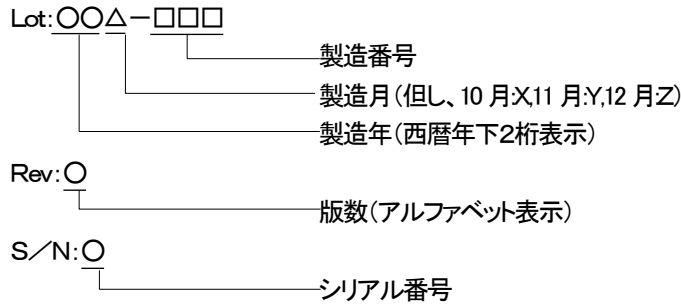 Lot:○○△－□□□
製造番号
製造月(但し、10月:X,11月:Y,12月:Z)
製造年(西暦年下2桁表示)
Rev:○
版数(アルファベット表示)
S／N:○
シリアル番号